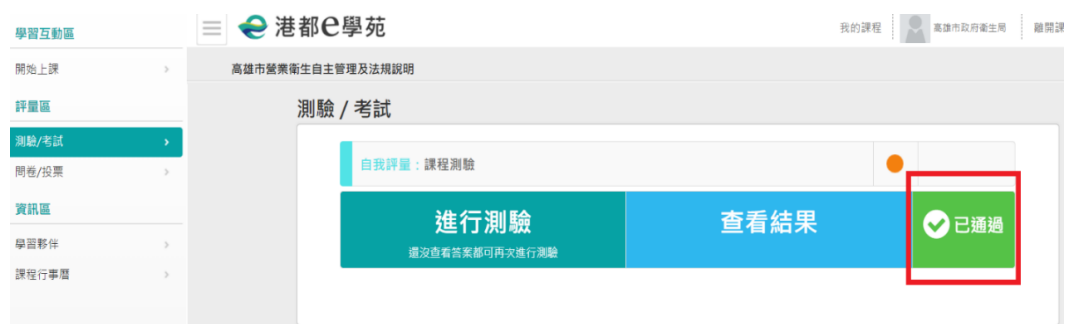 學習互動區
開始上課
評量區
測驗/考試
問卷/投票
資訊區
學習夥伴
課程行事曆
港都e學苑
我的課程
高雄市政府衛生局
離開課
高雄市營業衛生自主管理及法規說明
測驗 / 考試
自我評量：課程測驗
進行測驗
還沒查看答案都可再次進行測驗
查看結果
已通過